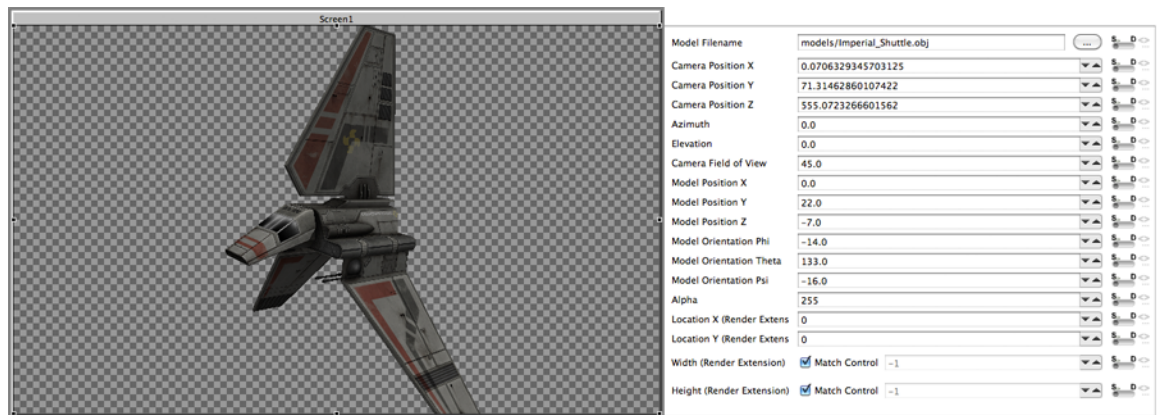 Screen1
Model Filename models/Imperial_Shuttle.obj ... S D
Camera Position X 0.0706329345703125 S D
Camera Position Y 71.31462860107422 S D
Camera Position Z 555.0723266601562 S D
Azimuth 0.0 S D
Elevation 0.0 S D
Camera Field of View 45.0 S D
Model Position X 0.0 S D
Model Position Y 22.0 S D
Model Position Z -7.0 S D
Model Orientation Phi -14.0 S D
Model Orientation Theta 133.0 S D
Model Orientation Psi -16.0 S D
Alpha 255 S D
Location X (Render Extens 0 S D
Location Y (Render Extens 0 S D
Width (Render Extension) Match Control -1 S D
Height (Render Extension) Match Control -1 S D